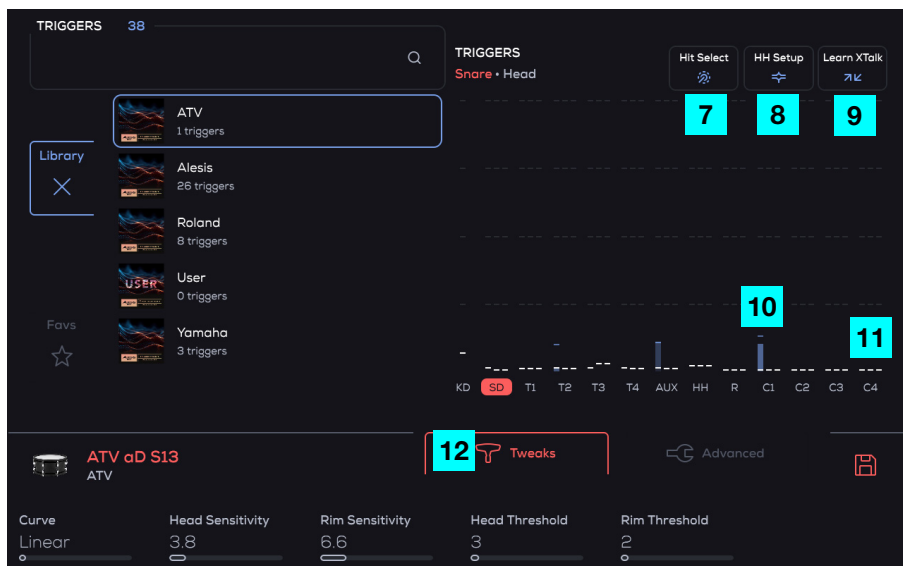 TRIGGERS 38
TRIGGERS
Snare • Head
Hit Select
HH Setup
Learn XTalk
7
8
9
ATV
1 triggers
Library
Alesis
26 triggers
Roland
8 triggers
USER
User
0 triggers
10
Favs
Yamaha
3 triggers
11
KD SD T1 T2 T3 T4 AUX HH R C1 C2 C3 C4
ATV aD S13
ATV
12
Tweaks
Advanced
Curve
Linear
Head Sensitivity
3.8
Rim Sensitivity
6.6
Head Threshold
3
Rim Threshold
2